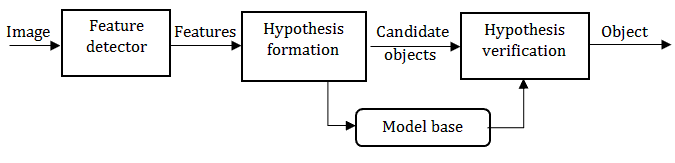 Image
Feature
detector
Features
Hypothesis
formation
Candidate
objects
Hypothesis
verification
Object
Model base